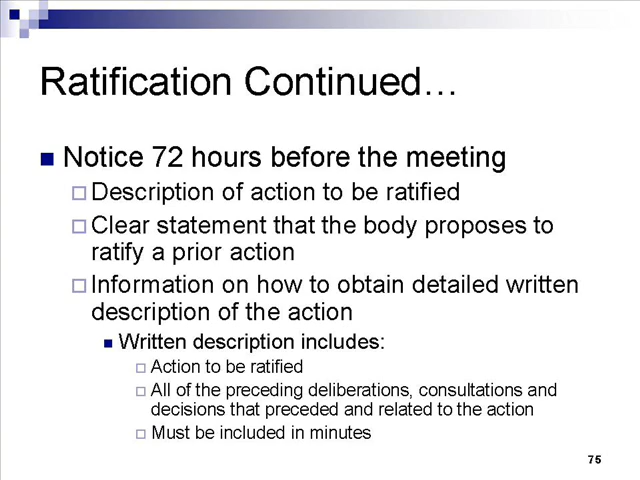 Ratification Continued...
Notice 72 hours before the meeting
Description of action to be ratified
Clear statement that the body proposes to
ratify a prior action
Information on how to obtain detailed written
description of the action
Written description includes:
Action to be ratified
All of the preceding deliberations, consultations and
decisions that preceded and related to the action
Must be included in minutes
75